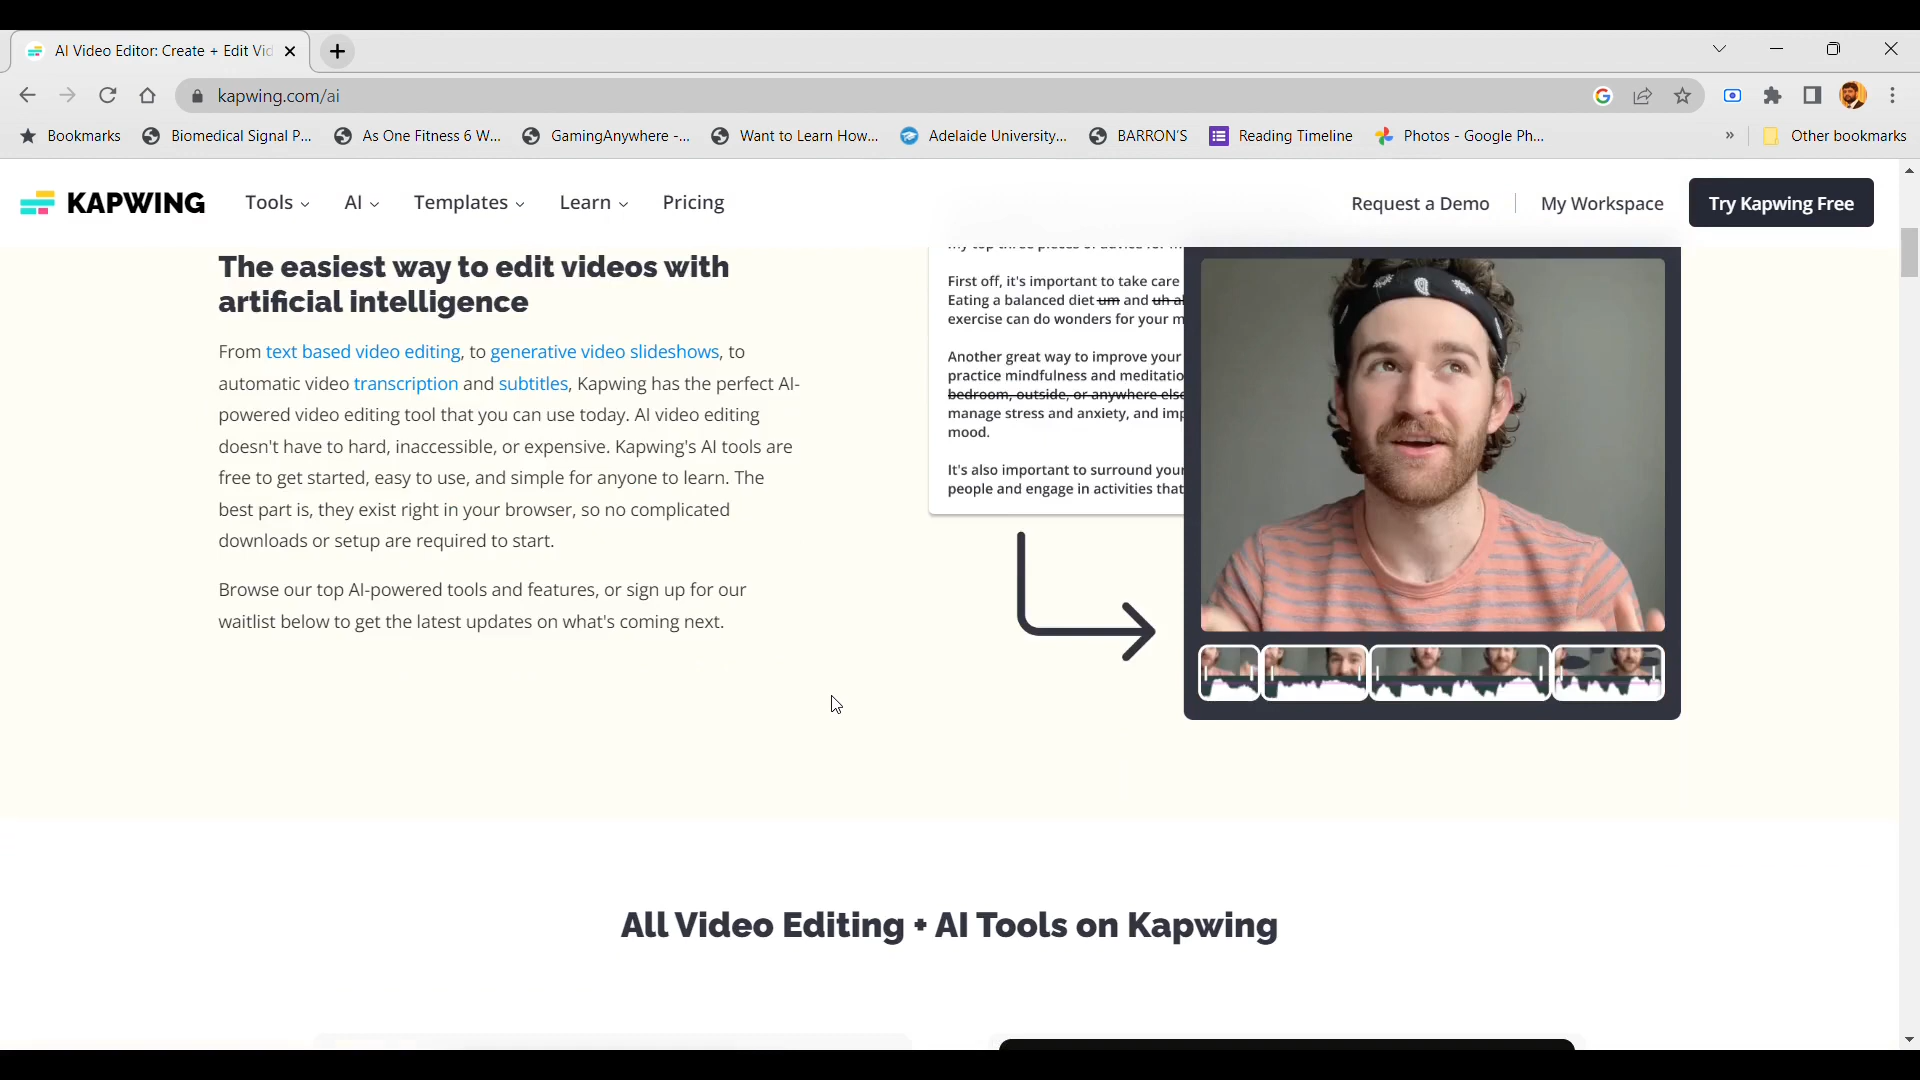 AI Video Editor: Create + Edit Vid
kapwing.com/ai
Bookmarks
Biomedical Signal P...
As One Fitness 6 W...
GamingAnywhere -...
Want to Learn How...
Adelaide University...
BARRON'S
Reading Timeline
Photos - Google Ph...
»
Other bookmarks
KAPWING
Tools
AI
Templates
Learn
Pricing
Request a Demo
My Workspace
Try Kapwing Free
The easiest way to edit videos with
artificial intelligence
From text based video editing, to generative video slideshows, to
automatic video transcription and subtitles, Kapwing has the perfect AI-
powered video editing tool that you can use today. AI video editing
doesn't have to hard, inaccessible, or expensive. Kapwing's AI tools are
free to get started, easy to use, and simple for anyone to learn. The
best part is, they exist right in your browser, so no complicated
downloads or setup are required to start.
Browse our top AI-powered tools and features, or sign up for our
waitlist below to get the latest updates on what's coming next.
First off, it's important to take care
Eating a balanced diet um and uh
exercise can do wonders for your m
Another great way to improve your
practice mindfulness and meditatio
bedroom, outside, or anywhere else
manage stress and anxiety, and imp
mood.
It's also important to surround your
people and engage in activities that
All Video Editing + AI Tools on Kapwing